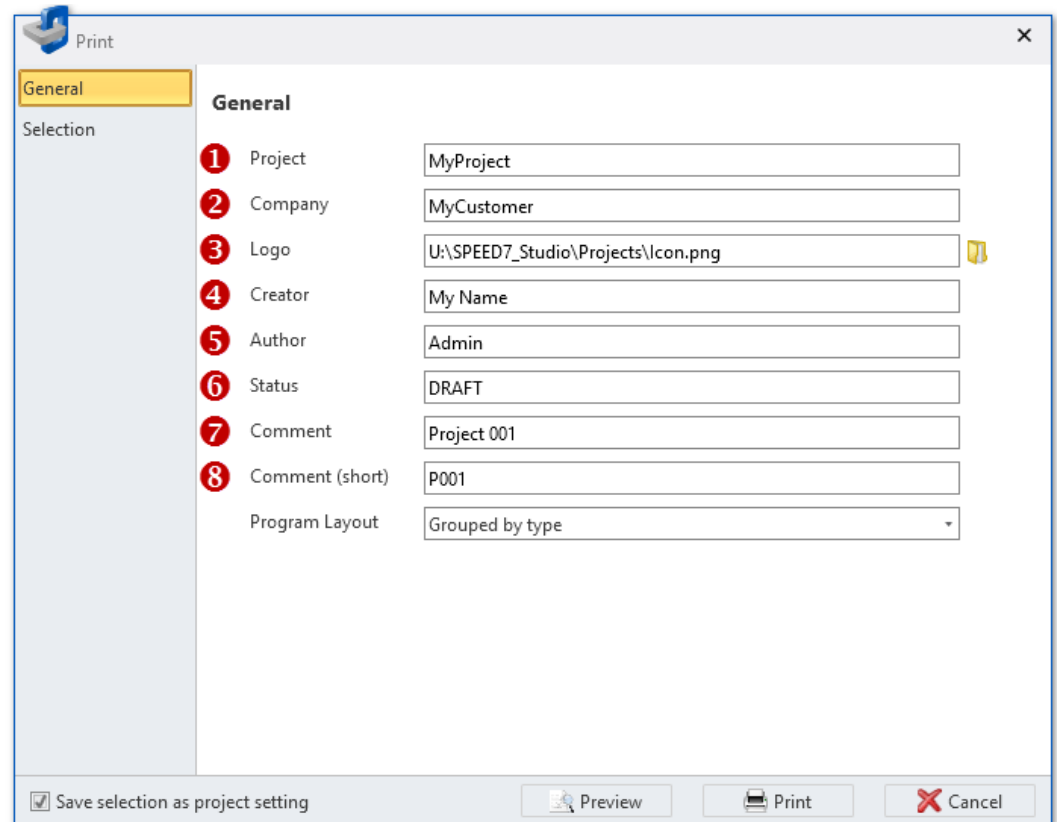 Print
General
Selection
General
1 Project MyProject
2 Company MyCustomer
3 Logo U:\SPEED7_Studio\Projects\Icon.png
4 Creator My Name
5 Author Admin
6 Status DRAFT
7 Comment Project 001
8 Comment (short) P001
Program Layout Grouped by type
Save selection as project setting Preview Print Cancel